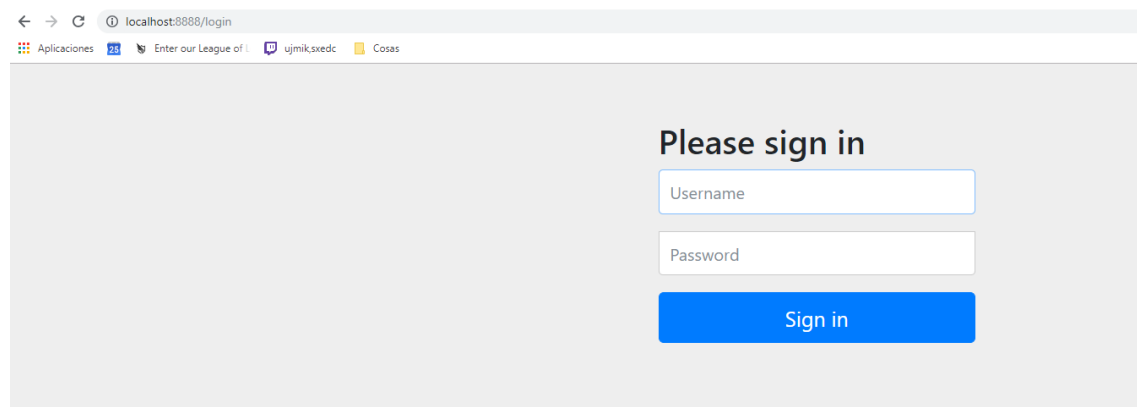 localhost:8888/login
Aplicaciones 25 Enter our League of L ujmik,sxedc Cosas
Please sign in
Username
Password
Sign in